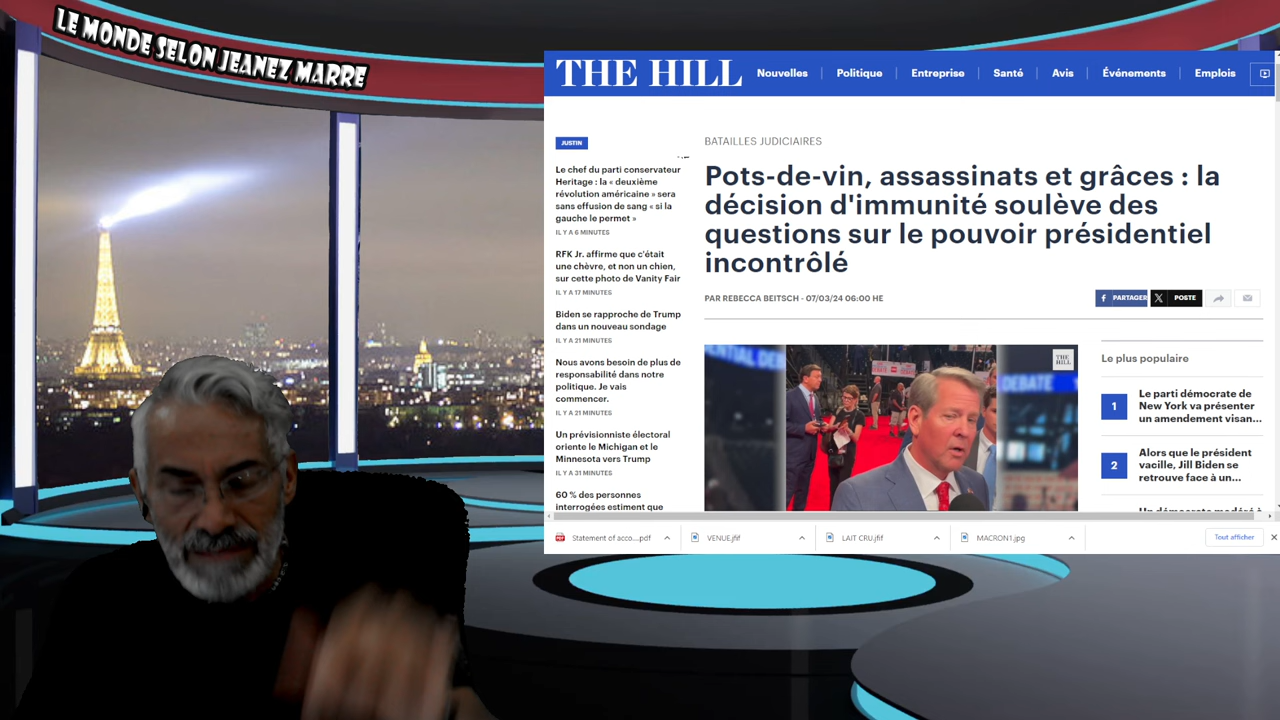 LE MONDE SELON JEANEZ MARRE
THE HILL
Nouvelles
Politique
Entreprise
Santé
Avis
Événements
Emplois
JUSTIN
Le chef du parti conservateur
Heritage : la « deuxième
révolution américaine » sera
sans effusion de sang « si la
gauche le permet »
IL Y A 6 MINUTES
RFK Jr. affirme que c'était
une chèvre, et non un chien,
sur cette photo de Vanity Fair
IL Y A 17 MINUTES
Biden se rapproche de Trump
dans un nouveau sondage
IL Y A 21 MINUTES
Nous avons besoin de plus de
responsabilité dans notre
politique. Je vais
commencer.
IL Y A 21 MINUTES
Un prévisionniste électoral
oriente le Michigan et le
Minnesota vers Trump
IL Y A 31 MINUTES
60 % des personnes
interrogées estiment que
BATAILLES JUDICIAIRES
Pots-de-vin, assassinats et grâces : la
décision d'immunité soulève des
questions sur le pouvoir présidentiel
incontrôlé
PAR REBECCA BEITSCH - 07/03/24 06:00 HE
PARTAGER
POSTE
ENTIAL DEB
THE
HILL
DEBATE
Le plus populaire
1
Le parti démocrate de
New York va présenter
un amendement visan...
2
Alors que le président
vacille, Jill Biden se
retrouve face à un...
Statement of acco....pdf
VENUE.jfif
LAIT CRU.jfif
MACRON1.jpg
Tout afficher